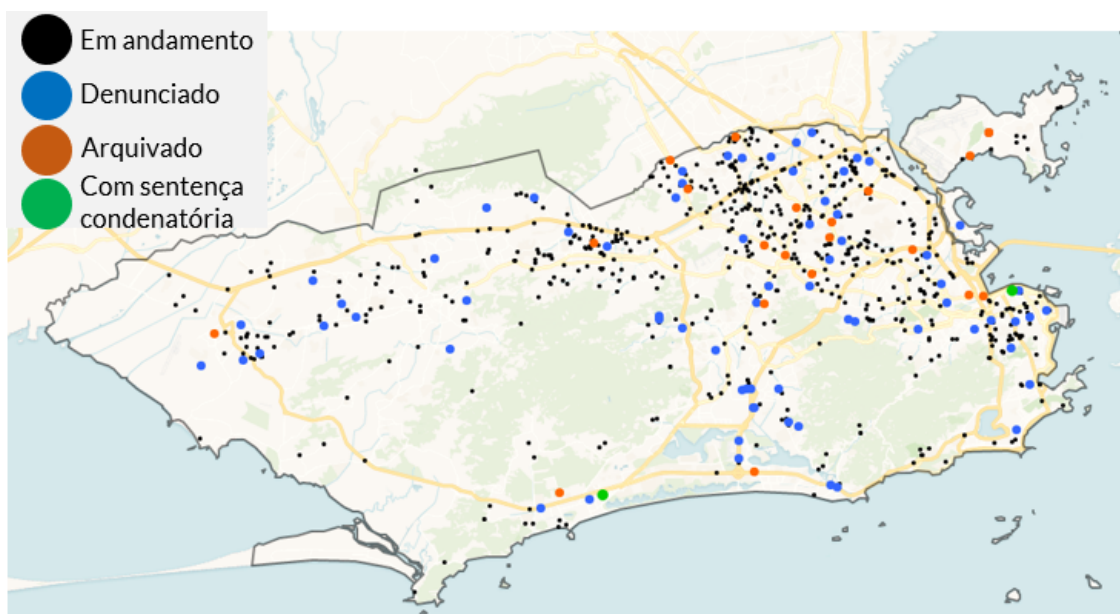 Em andamento
Denunciado
Arquivado
Com sentença
condenatória